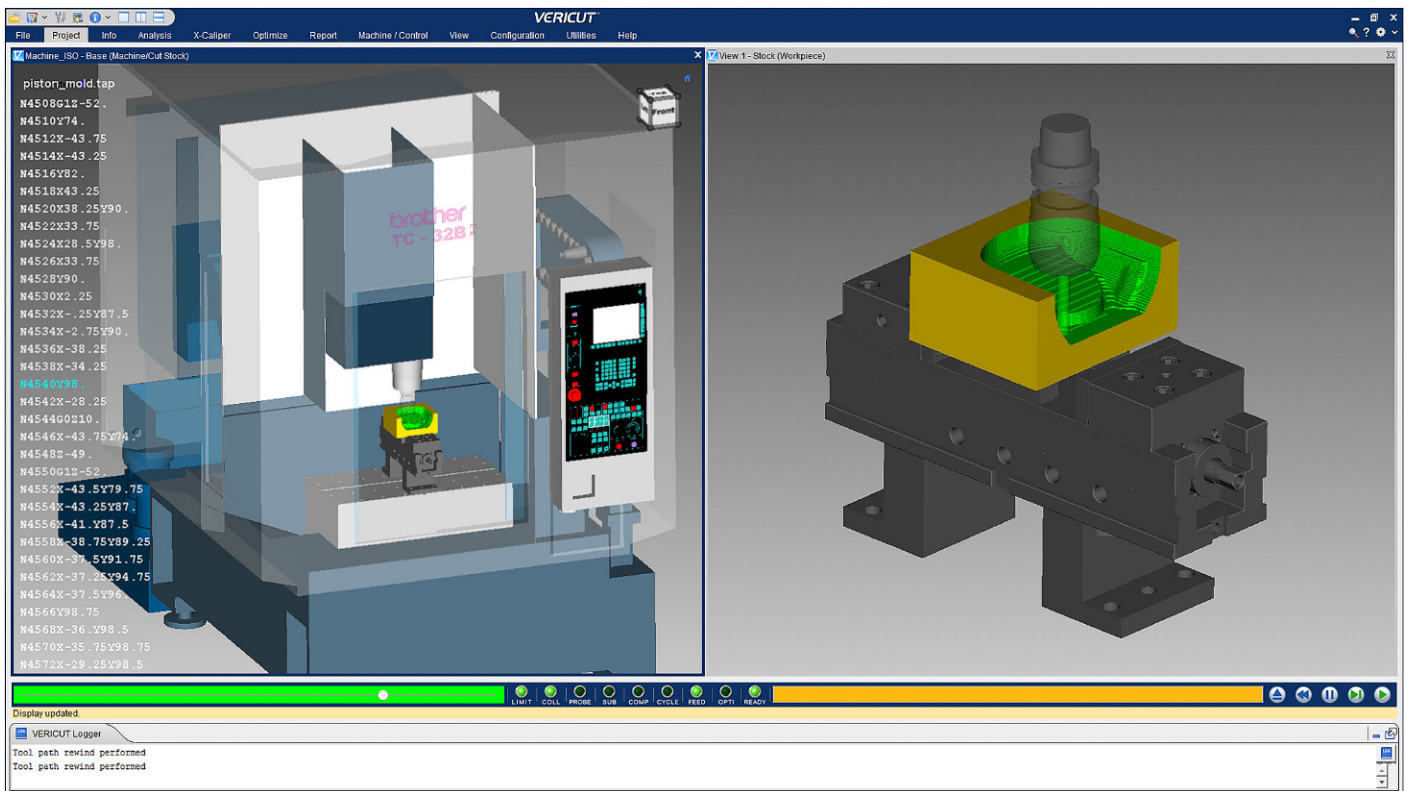 VERICUT
File Project Info Analysis X-Caliper Optimize Report Machine / Control View Configuration Utilities Help
Machine_ISO - Base (Machine/Cut Stock)
View 1 - Stock (Workpiece)
piston_mold.tap
N4508G1Z-52.
N4510Y74.
N4512X-43.75
N4514X-43.25
N4516Y82.
N4518X43.25
N4520X38.25Y90.
N4522X33.75
N4524X28.5Y98.
N4526X33.75
N4528Y90.
N4530X2.25
N4532X-.25Y87.5
N4534X-2.75Y90.
N4536X-38.25
N4538X-34.25
N4540Y98.
N4542X-28.25
N4544G0Z10.
N4546X-43.75Y74.
N4548Z-49.
N4550G1Z-52.
N4552X-43.5Y79.75
N4554X-43.25Y87.
N4556X-41.Y87.5
N4558X-38.75Y89.25
N4560X-37.5Y91.75
N4562X-37.25Y94.75
N4564X-37.5Y96.
N4566Y98.75
N4568X-36.Y98.5
N4570X-35.75Y98.75
N4572X-29.25Y98.5
Front
brother
TC - 32B
LIMIT COLL PROBE SUB COMP CYCLE FEED OPTI READY
Display updated.
VERICUT Logger
Tool path rewind performed
Tool path rewind performed